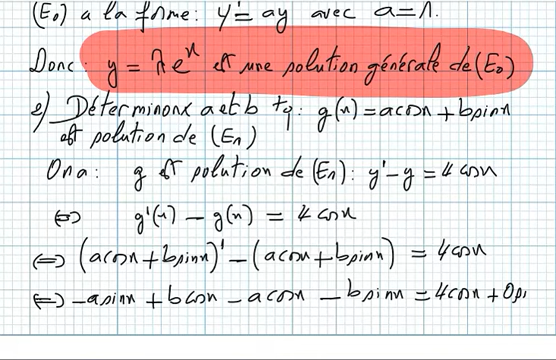 (E₀) a la forme: y' = ay avec a = 1.
Donc: y = λeˣ est une solution générale de (E₀)
2) Déterminons a et b tq: g(x) = acosx + bsinx
est solution de (E₁)
On a: g est solution de (E₁): y' - y = 4cosx
⇔ g'(x) - g(x) = 4cosx
⇔ (acosx + bsinx)' - (acosx + bsinx) = 4cosx
⇔ -asinx + bcosx - acosx - bsinx = 4cosx + 0si